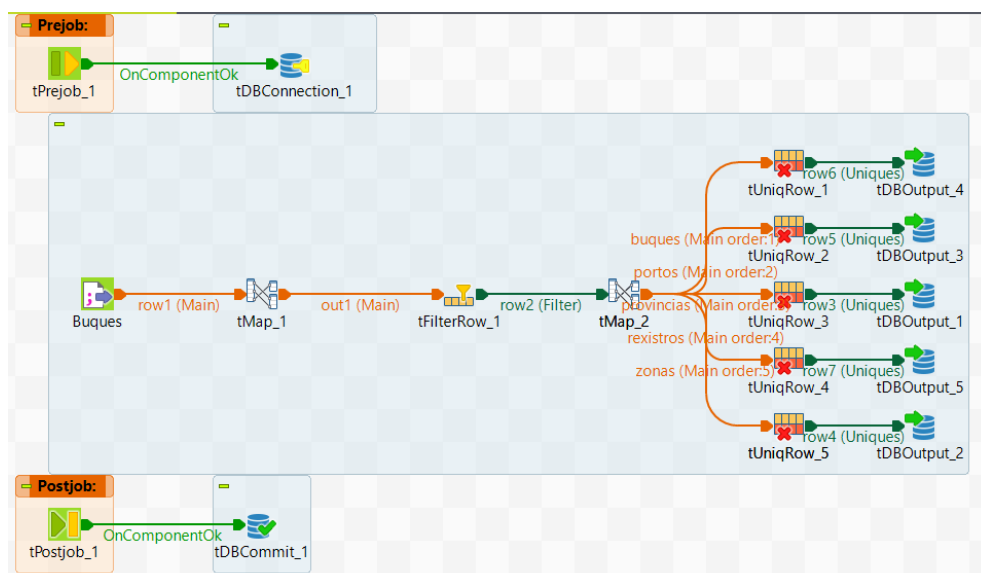 Prejob:
OnComponentOk
tPrejob_1
tDBConnection_1
row6 (Uniques)
tUniqRow_1
tDBOutput_4
buques (Main order:1)
row5 (Uniques)
tUniqRow_2
tDBOutput_3
portos (Main order:2)
row1 (Main)
out1 (Main)
row2 (Filter)
provincias (Main order:3)
row3 (Uniques)
Buques
tMap_1
tFilterRow_1
tMap_2
tUniqRow_3
tDBOutput_1
rexistros (Main order:4)
zonas (Main order:5)
row7 (Uniques)
tUniqRow_4
tDBOutput_5
row4 (Uniques)
tUniqRow_5
tDBOutput_2
Postjob:
OnComponentOk
tPostjob_1
tDBCommit_1